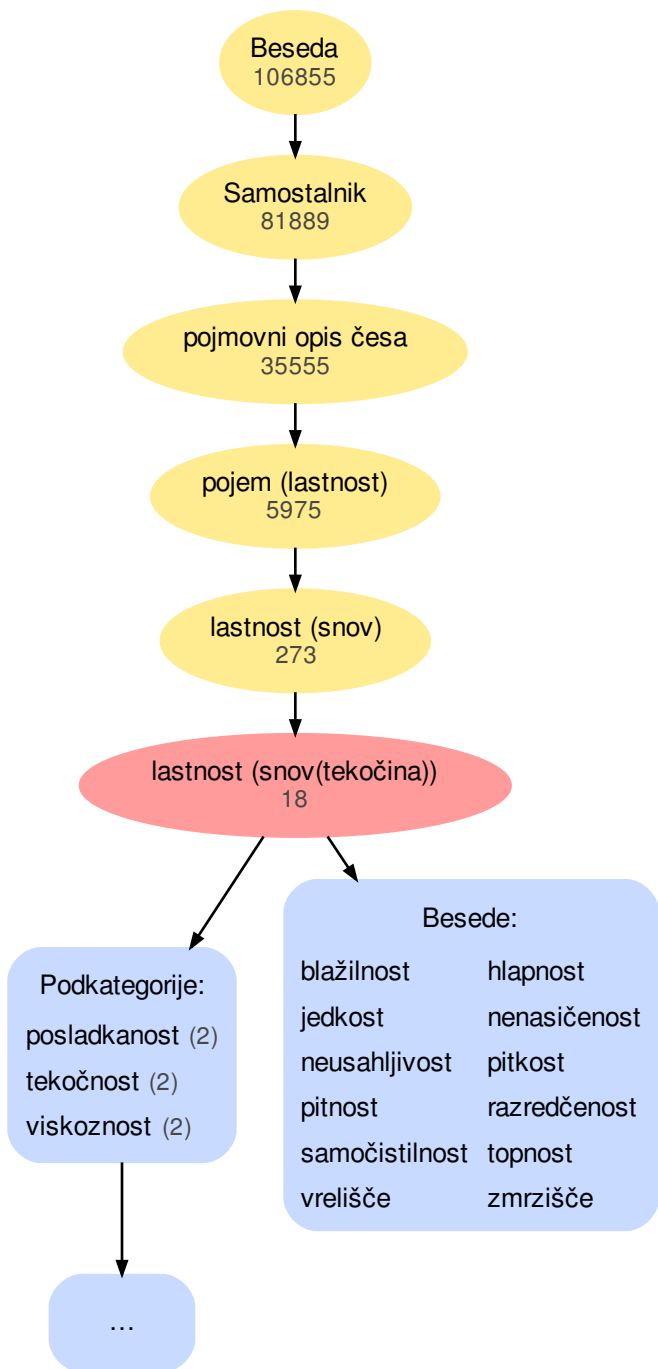 Beseda
106855
Samostalnik
81889
pojmovni opis česa
35555
pojem (lastnost)
5975
lastnost (snov)
273
lastnost (snov(tekočina))
18
Podkategorije:
posladkanost (2)
tekočnost (2)
viskoznost (2)
...
Besede:
blažilnost hlapnost
jedkost nenasičenost
neusahljivost pitkost
pitnost razredčenost
samočistilnost topnost
vrelišče zmrzišče